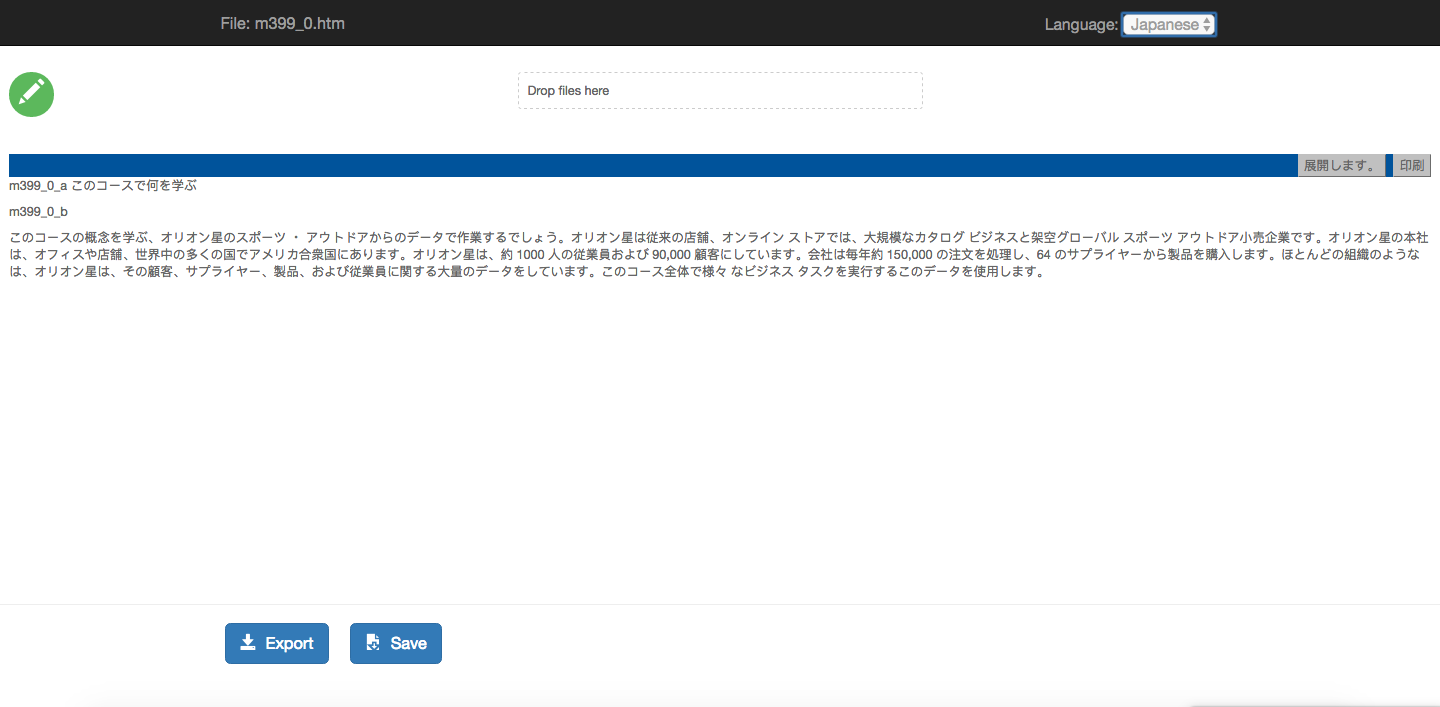 File: m399_0.htm
Language: Japanese
Drop files here
展開します。 印刷
m399_0_a このコースで何を学ぶ
m399_0_b
このコースの概念を学ぶ、オリオン星のスポーツ ・ アウトドアからのデータで作業するでしょう。オリオン星は従来の店舗、オンライン ストアでは、大規模なカタログ ビジネスと架空グローバル スポーツ アウトドア小売企業です。オリオン星の本社
は、オフィスや店舗、世界中の多くの国でアメリカ合衆国にあります。オリオン星は、約 1000 人の従業員および 90,000 顧客にしています。会社は毎年約 150,000 の注文を処理し、64 のサプライヤーから製品を購入します。ほとんどの組織のような
は、オリオン星は、その顧客、サプライヤー、製品、および従業員に関する大量のデータをしています。このコース全体で様々 なビジネス タスクを実行するこのデータを使用します。
Export Save